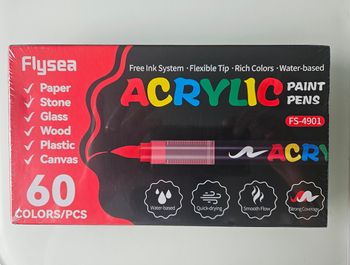 Flysea
Free Ink System · Flexible Tip · Rich Colors · Water-based
ACRYLIC PAINT PENS
FS-4901
✓ Paper
✓ Stone
✓ Glass
✓ Wood
✓ Plastic
✓ Canvas
ACRY
60
COLORS/PCS
Water-based
Quick-drying
Smooth Flow
Strong Coverage